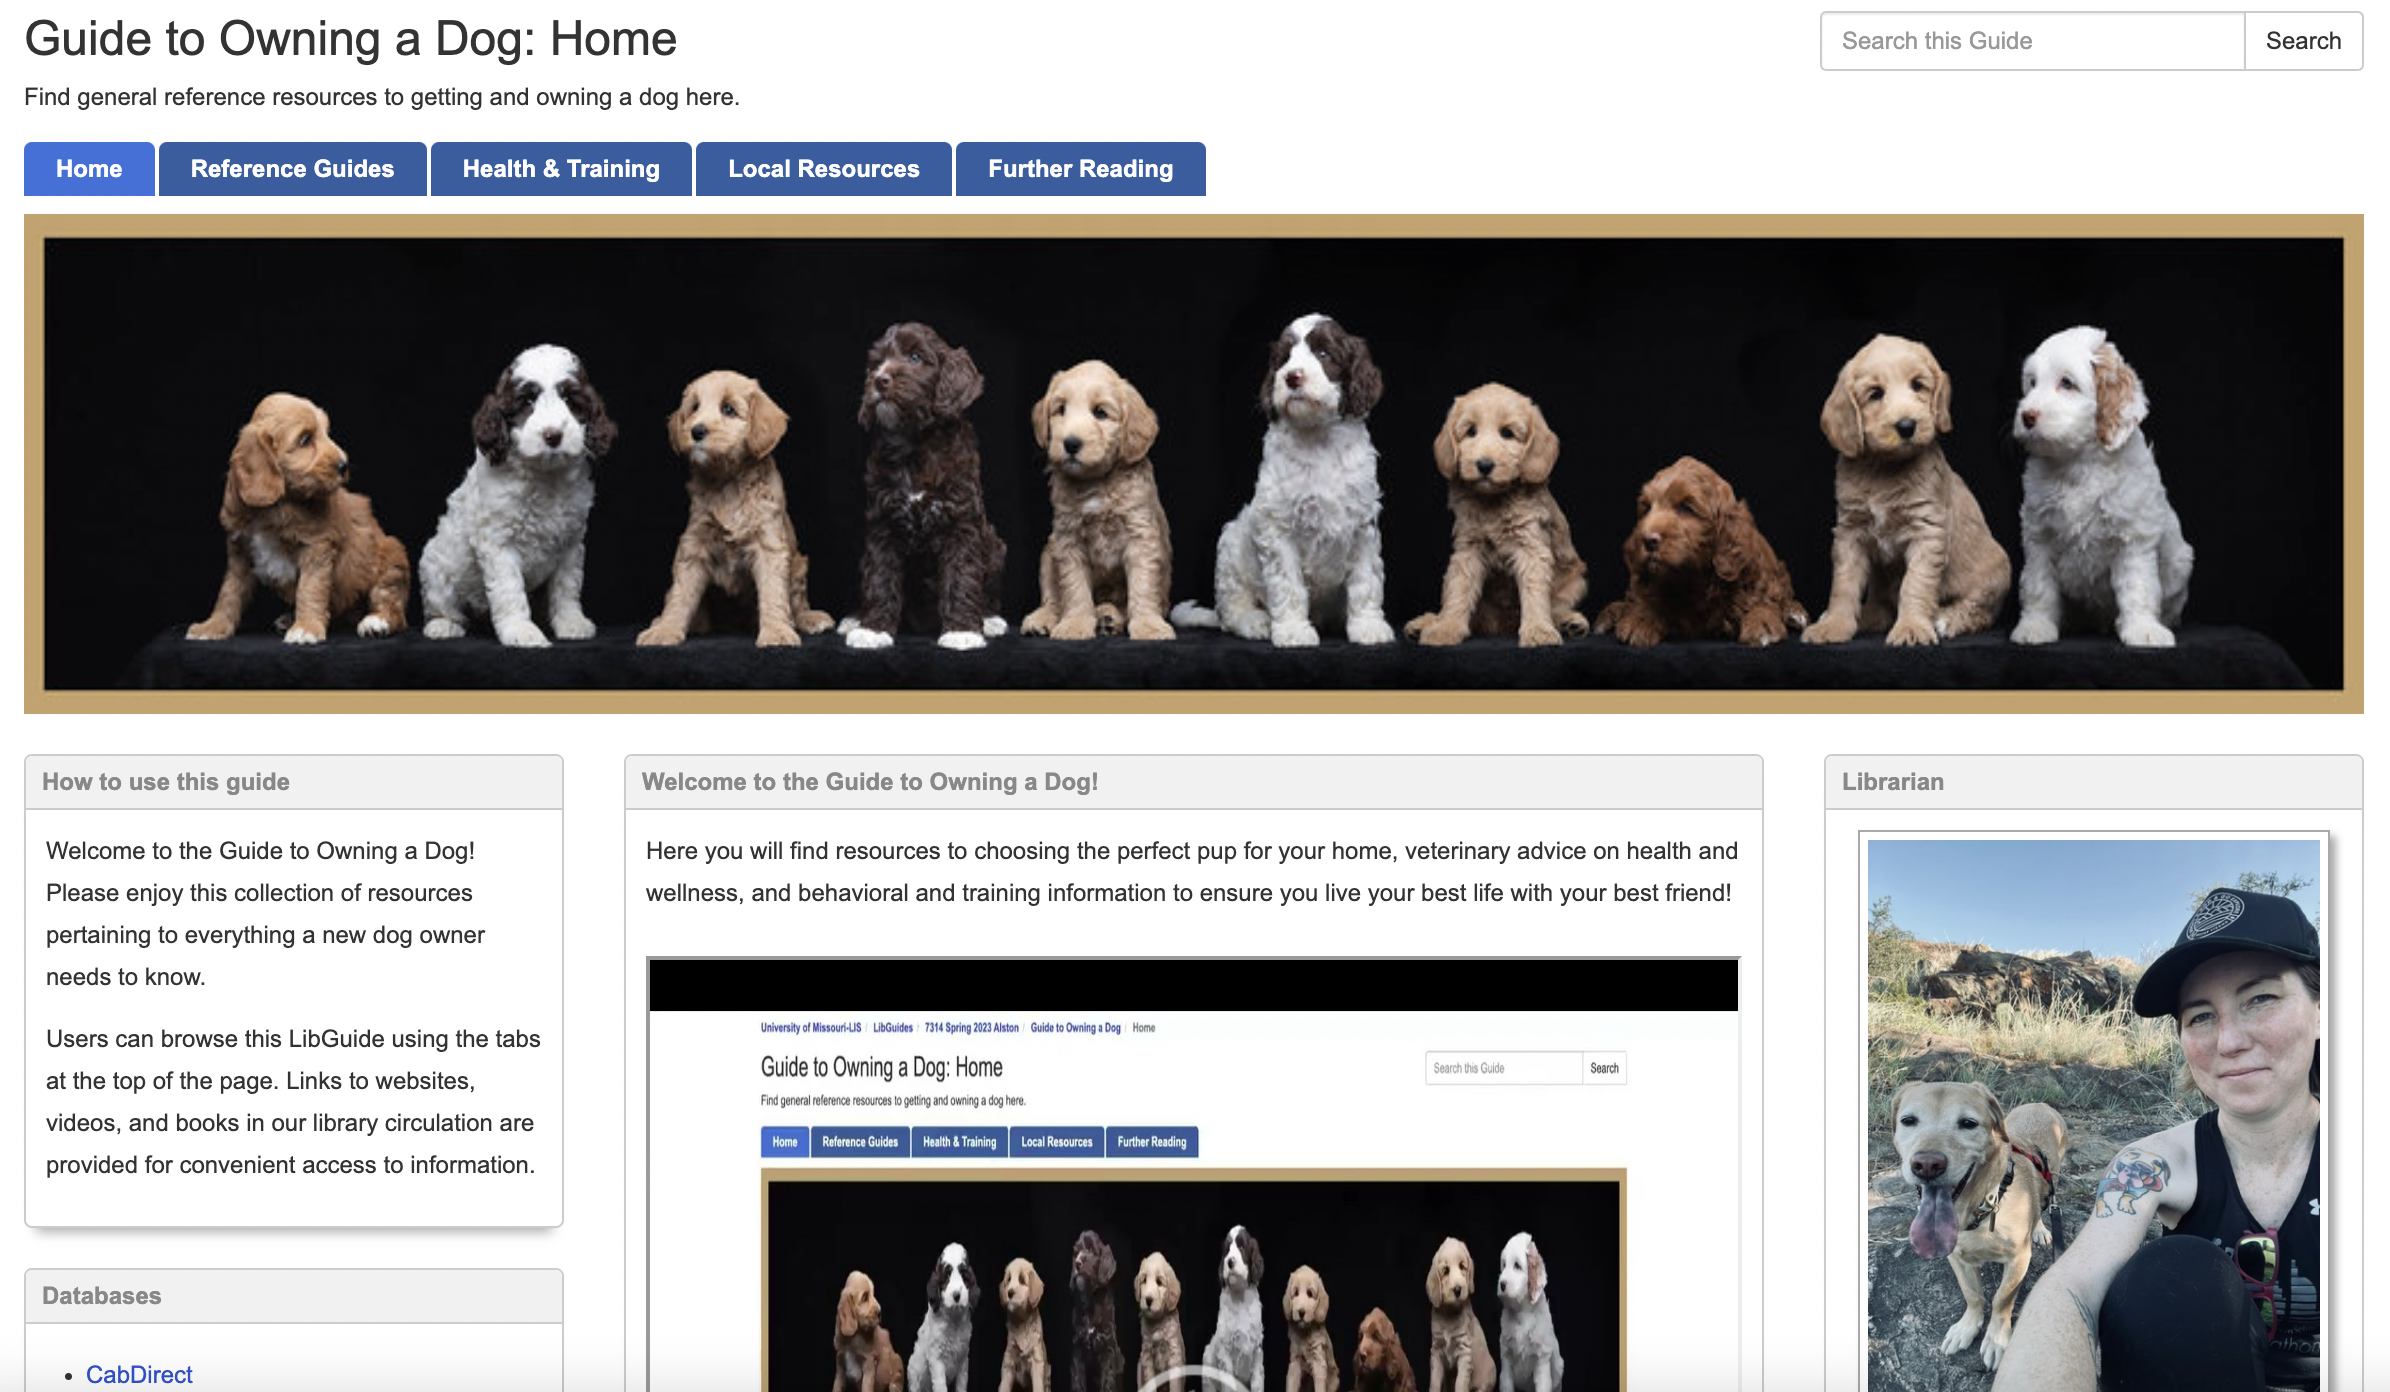 Guide to Owning a Dog: Home
Search this Guide
Search
Find general reference resources to getting and owning a dog here.
Home
Reference Guides
Health & Training
Local Resources
Further Reading
How to use this guide
Welcome to the Guide to Owning a Dog!
Please enjoy this collection of resources
pertaining to everything a new dog owner
needs to know.
Users can browse this LibGuide using the tabs
at the top of the page. Links to websites,
videos, and books in our library circulation are
provided for convenient access to information.
Databases
CabDirect
Welcome to the Guide to Owning a Dog!
Here you will find resources to choosing the perfect pup for your home, veterinary advice on health and
wellness, and behavioral and training information to ensure you live your best life with your best friend!
University of Missouri-LIS / LibGuides / 7314 Spring 2023 Alston / Guide to Owning a Dog / Home
Guide to Owning a Dog: Home
Search this Guide
Search
Find general reference resources to getting and owning a dog here.
Home
Reference Guides
Health & Training
Local Resources
Further Reading
Librarian